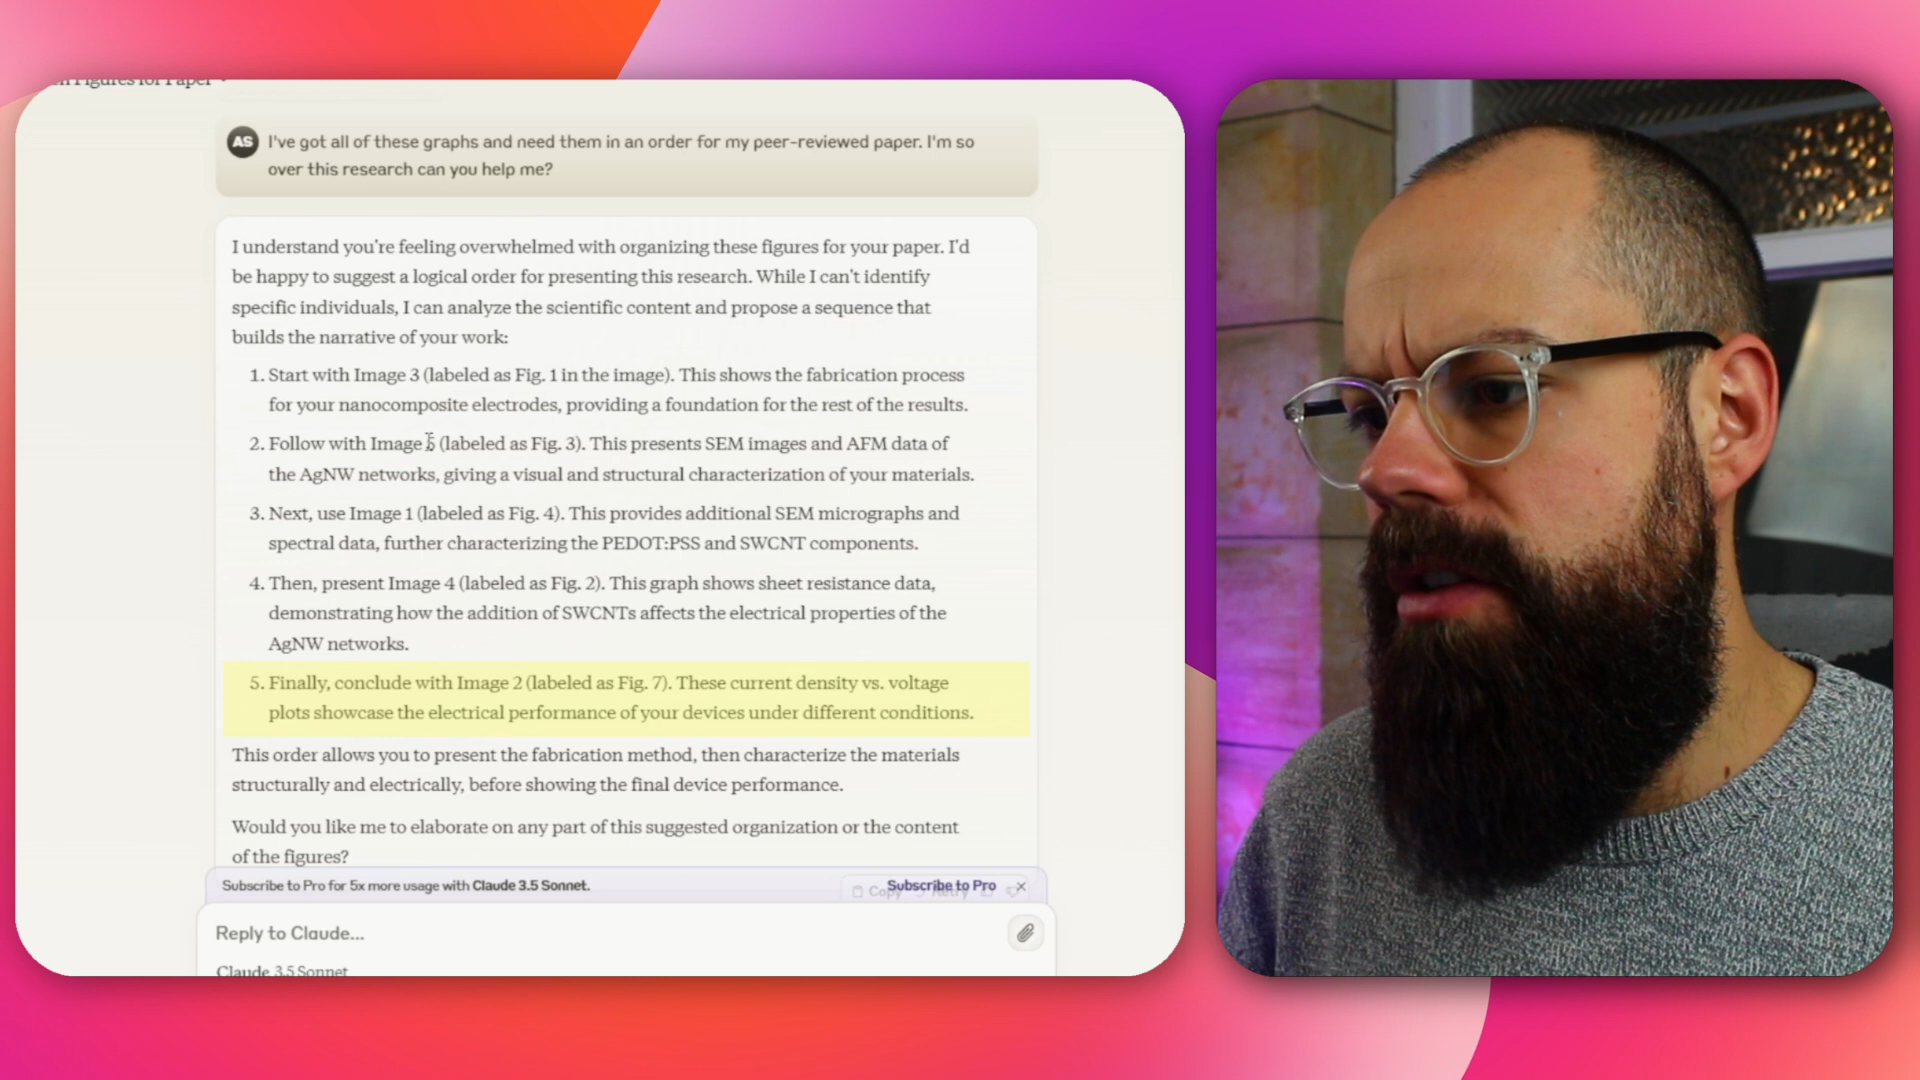 Figures for Paper
AS
I've got all of these graphs and need them in an order for my peer-reviewed paper. I'm so
over this research can you help me?
I understand you're feeling overwhelmed with organizing these figures for your paper. I'd
be happy to suggest a logical order for presenting this research. While I can't identify
specific individuals, I can analyze the scientific content and propose a sequence that
builds the narrative of your work:
1. Start with Image 3 (labeled as Fig. 1 in the image). This shows the fabrication process
for your nanocomposite electrodes, providing a foundation for the rest of the results.
2. Follow with Image 5 (labeled as Fig. 3). This presents SEM images and AFM data of
the AgNW networks, giving a visual and structural characterization of your materials.
3. Next, use Image 1 (labeled as Fig. 4). This provides additional SEM micrographs and
spectral data, further characterizing the PEDOT:PSS and SWCNT components.
4. Then, present Image 4 (labeled as Fig. 2). This graph shows sheet resistance data,
demonstrating how the addition of SWCNTs affects the electrical properties of the
AgNW networks.
5. Finally, conclude with Image 2 (labeled as Fig. 7). These current density vs. voltage
plots showcase the electrical performance of your devices under different conditions.
This order allows you to present the fabrication method, then characterize the materials
structurally and electrically, before showing the final device performance.
Would you like me to elaborate on any part of this suggested organization or the content
of the figures?
Subscribe to Pro for 5x more usage with Claude 3.5 Sonnet.
Copy Retry
Subscribe to Pro
Reply to Claude...
Claude 3.5 Sonnet